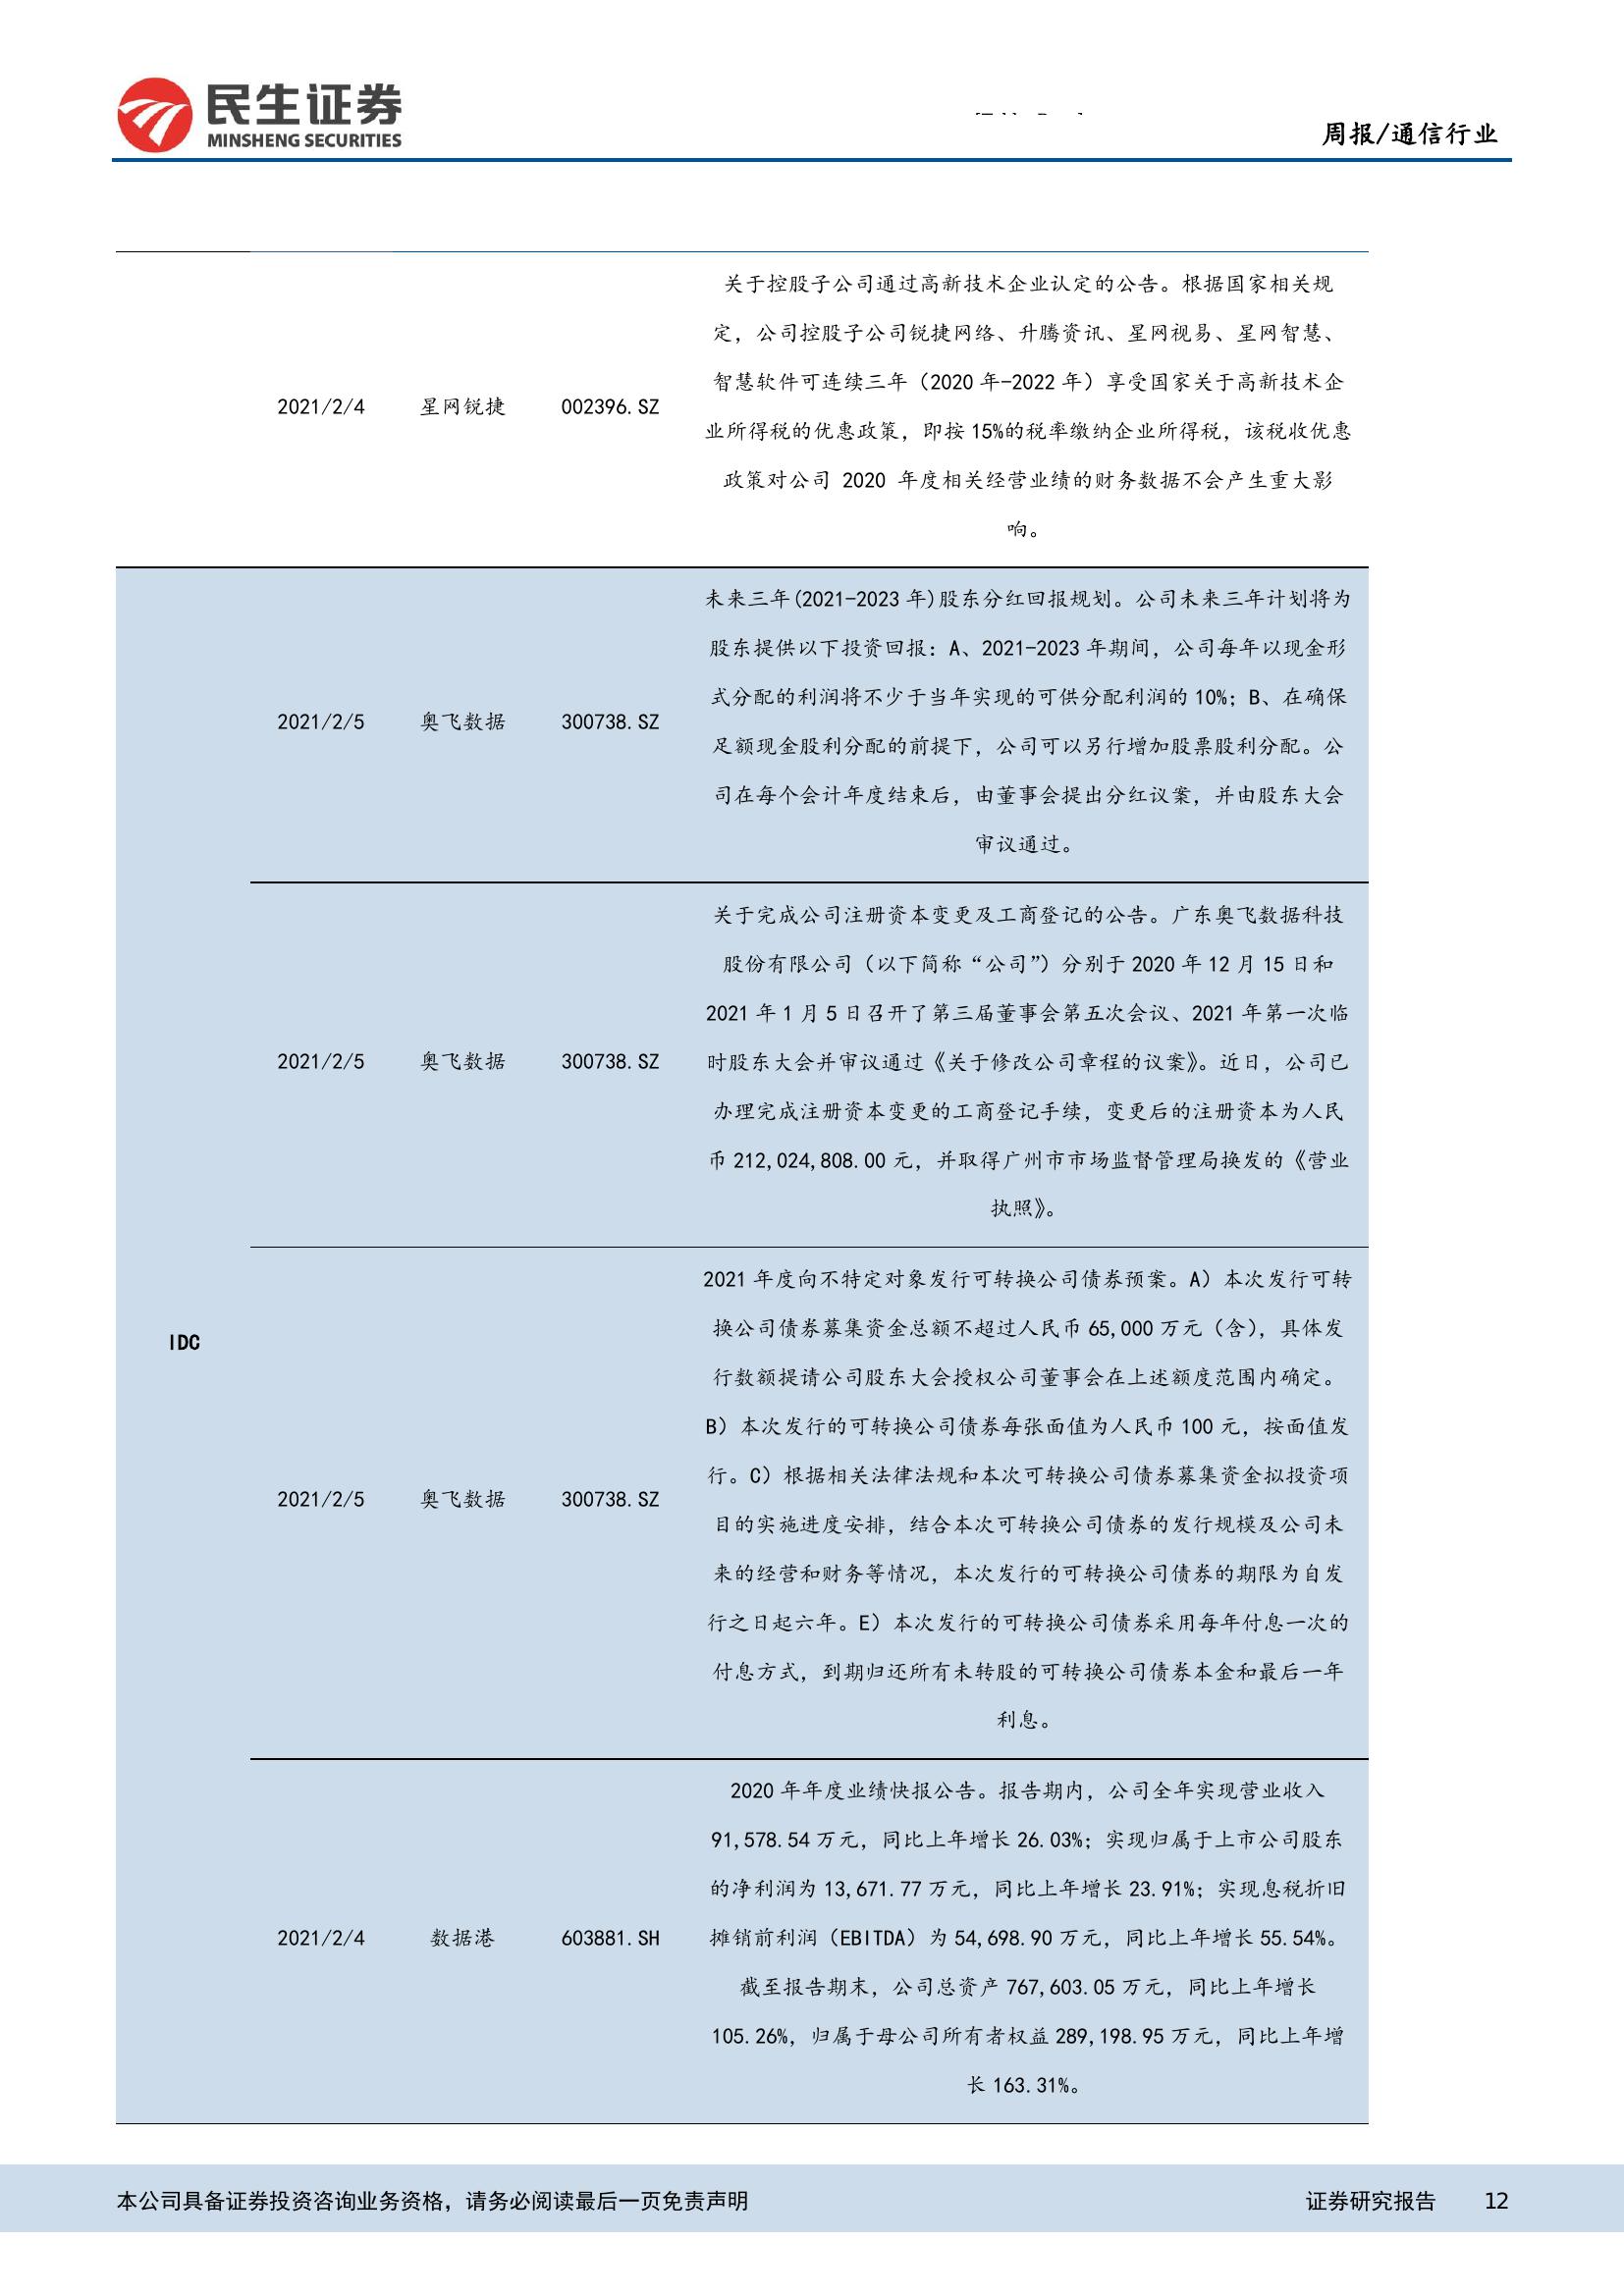 民生证券
MINSHENG SECURITIES
周报/通信行业
关于控股子公司通过高新技术企业认定的公告。根据国家相关规
定，公司控股子公司锐捷网络、升腾资讯、星网视易、星网智慧、
智慧软件可连续三年（2020 年-2022 年）享受国家关于高新技术企
2021/2/4 星网锐捷 002396.SZ
业所得税的优惠政策，即按 15%的税率缴纳企业所得税，该税收优惠
政策对公司 2020 年度相关经营业绩的财务数据不会产生重大影
响。
未来三年(2021-2023 年)股东分红回报规划。公司未来三年计划将为
股东提供以下投资回报：A、2021-2023 年期间，公司每年以现金形
式分配的利润将不少于当年实现的可供分配利润的 10%；B、在确保
2021/2/5 奥飞数据 300738.SZ
足额现金股利分配的前提下，公司可以另行增加股票股利分配。公
司在每个会计年度结束后，由董事会提出分红议案，并由股东大会
审议通过。
关于完成公司注册资本变更及工商登记的公告。广东奥飞数据科技
股份有限公司（以下简称“公司”）分别于 2020 年 12 月 15 日和
2021 年 1 月 5 日召开了第三届董事会第五次会议、2021 年第一次临
2021/2/5 奥飞数据 300738.SZ 时股东大会并审议通过《关于修改公司章程的议案》。近日，公司已
办理完成注册资本变更的工商登记手续，变更后的注册资本为人民
币 212,024,808.00 元，并取得广州市市场监督管理局换发的《营业
执照》。
2021 年度向不特定对象发行可转换公司债券预案。A）本次发行可转
换公司债券募集资金总额不超过人民币 65,000 万元（含），具体发
IDC
行数额提请公司股东大会授权公司董事会在上述额度范围内确定。
B）本次发行的可转换公司债券每张面值为人民币 100 元，按面值发
行。C）根据相关法律法规和本次可转换公司债券募集资金拟投资项
2021/2/5 奥飞数据 300738.SZ
目的实施进度安排，结合本次可转换公司债券的发行规模及公司未
来的经营和财务等情况，本次发行的可转换公司债券的期限为自发
行之日起六年。E）本次发行的可转换公司债券采用每年付息一次的
付息方式，到期归还所有未转股的可转换公司债券本金和最后一年
利息。
2020 年年度业绩快报公告。报告期内，公司全年实现营业收入
91,578.54 万元，同比上年增长 26.03%；实现归属于上市公司股东
的净利润为 13,671.77 万元，同比上年增长 23.91%；实现息税折旧
2021/2/4 数据港 603881.SH 摊销前利润（EBITDA）为 54,698.90 万元，同比上年增长 55.54%。
截至报告期末，公司总资产 767,603.05 万元，同比上年增长
105.26%，归属于母公司所有者权益 289,198.95 万元，同比上年增
长 163.31%。
本公司具备证券投资咨询业务资格，请务必阅读最后一页免责声明 证券研究报告 12